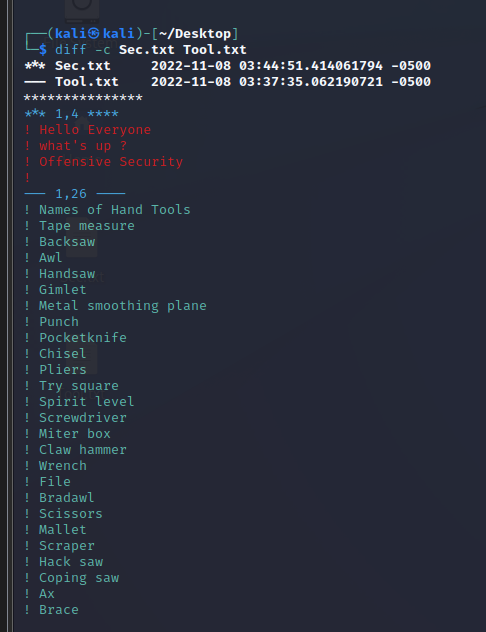 ┌──(kali㉿kali)-[~/Desktop]
└─$ diff -c Sec.txt Tool.txt
*** Sec.txt     2022-11-08 03:44:51.414061794 -0500
--- Tool.txt    2022-11-08 03:37:35.062190721 -0500
***************
*** 1,4 ****
! Hello Everyone
! what's up ?
! Offensive Security
!
--- 1,26 ----
! Names of Hand Tools
! Tape measure
! Backsaw
! Awl
! Handsaw
! Gimlet
! Metal smoothing plane
! Punch
! Pocketknife
! Chisel
! Pliers
! Try square
! Spirit level
! Screwdriver
! Miter box
! Claw hammer
! Wrench
! File
! Bradawl
! Scissors
! Mallet
! Scraper
! Hack saw
! Coping saw
! Ax
! Brace